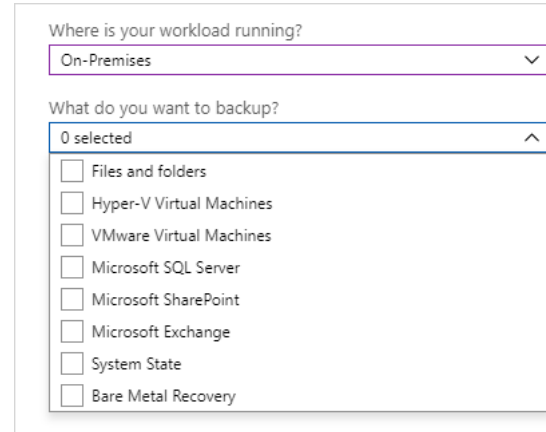 Where is your workload running?
On-Premises
What do you want to backup?
0 selected
Files and folders
Hyper-V Virtual Machines
VMware Virtual Machines
Microsoft SQL Server
Microsoft SharePoint
Microsoft Exchange
System State
Bare Metal Recovery